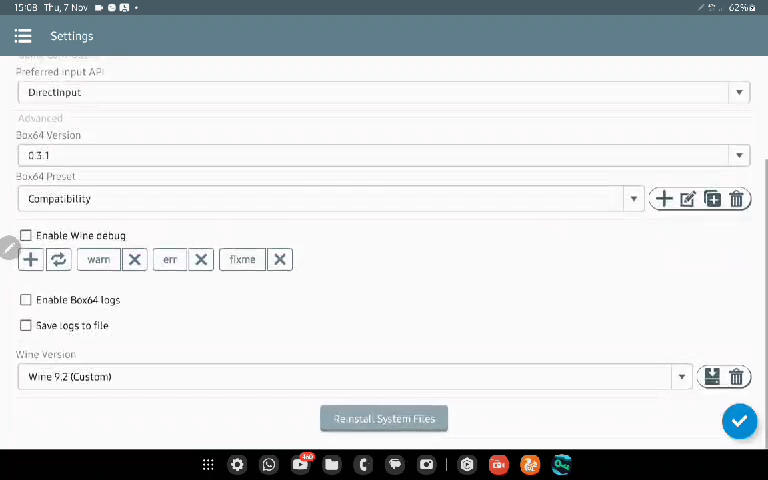 15:08 Thu, 7 Nov
62%
Settings
Preferred Input API
DirectInput
Advanced
Box64 Version
0.3.1
Box64 Preset
Compatibility
Enable Wine debug
warn err fixme
Enable Box64 logs
Save logs to file
Wine Version
Wine 9.2 (Custom)
Reinstall System Files